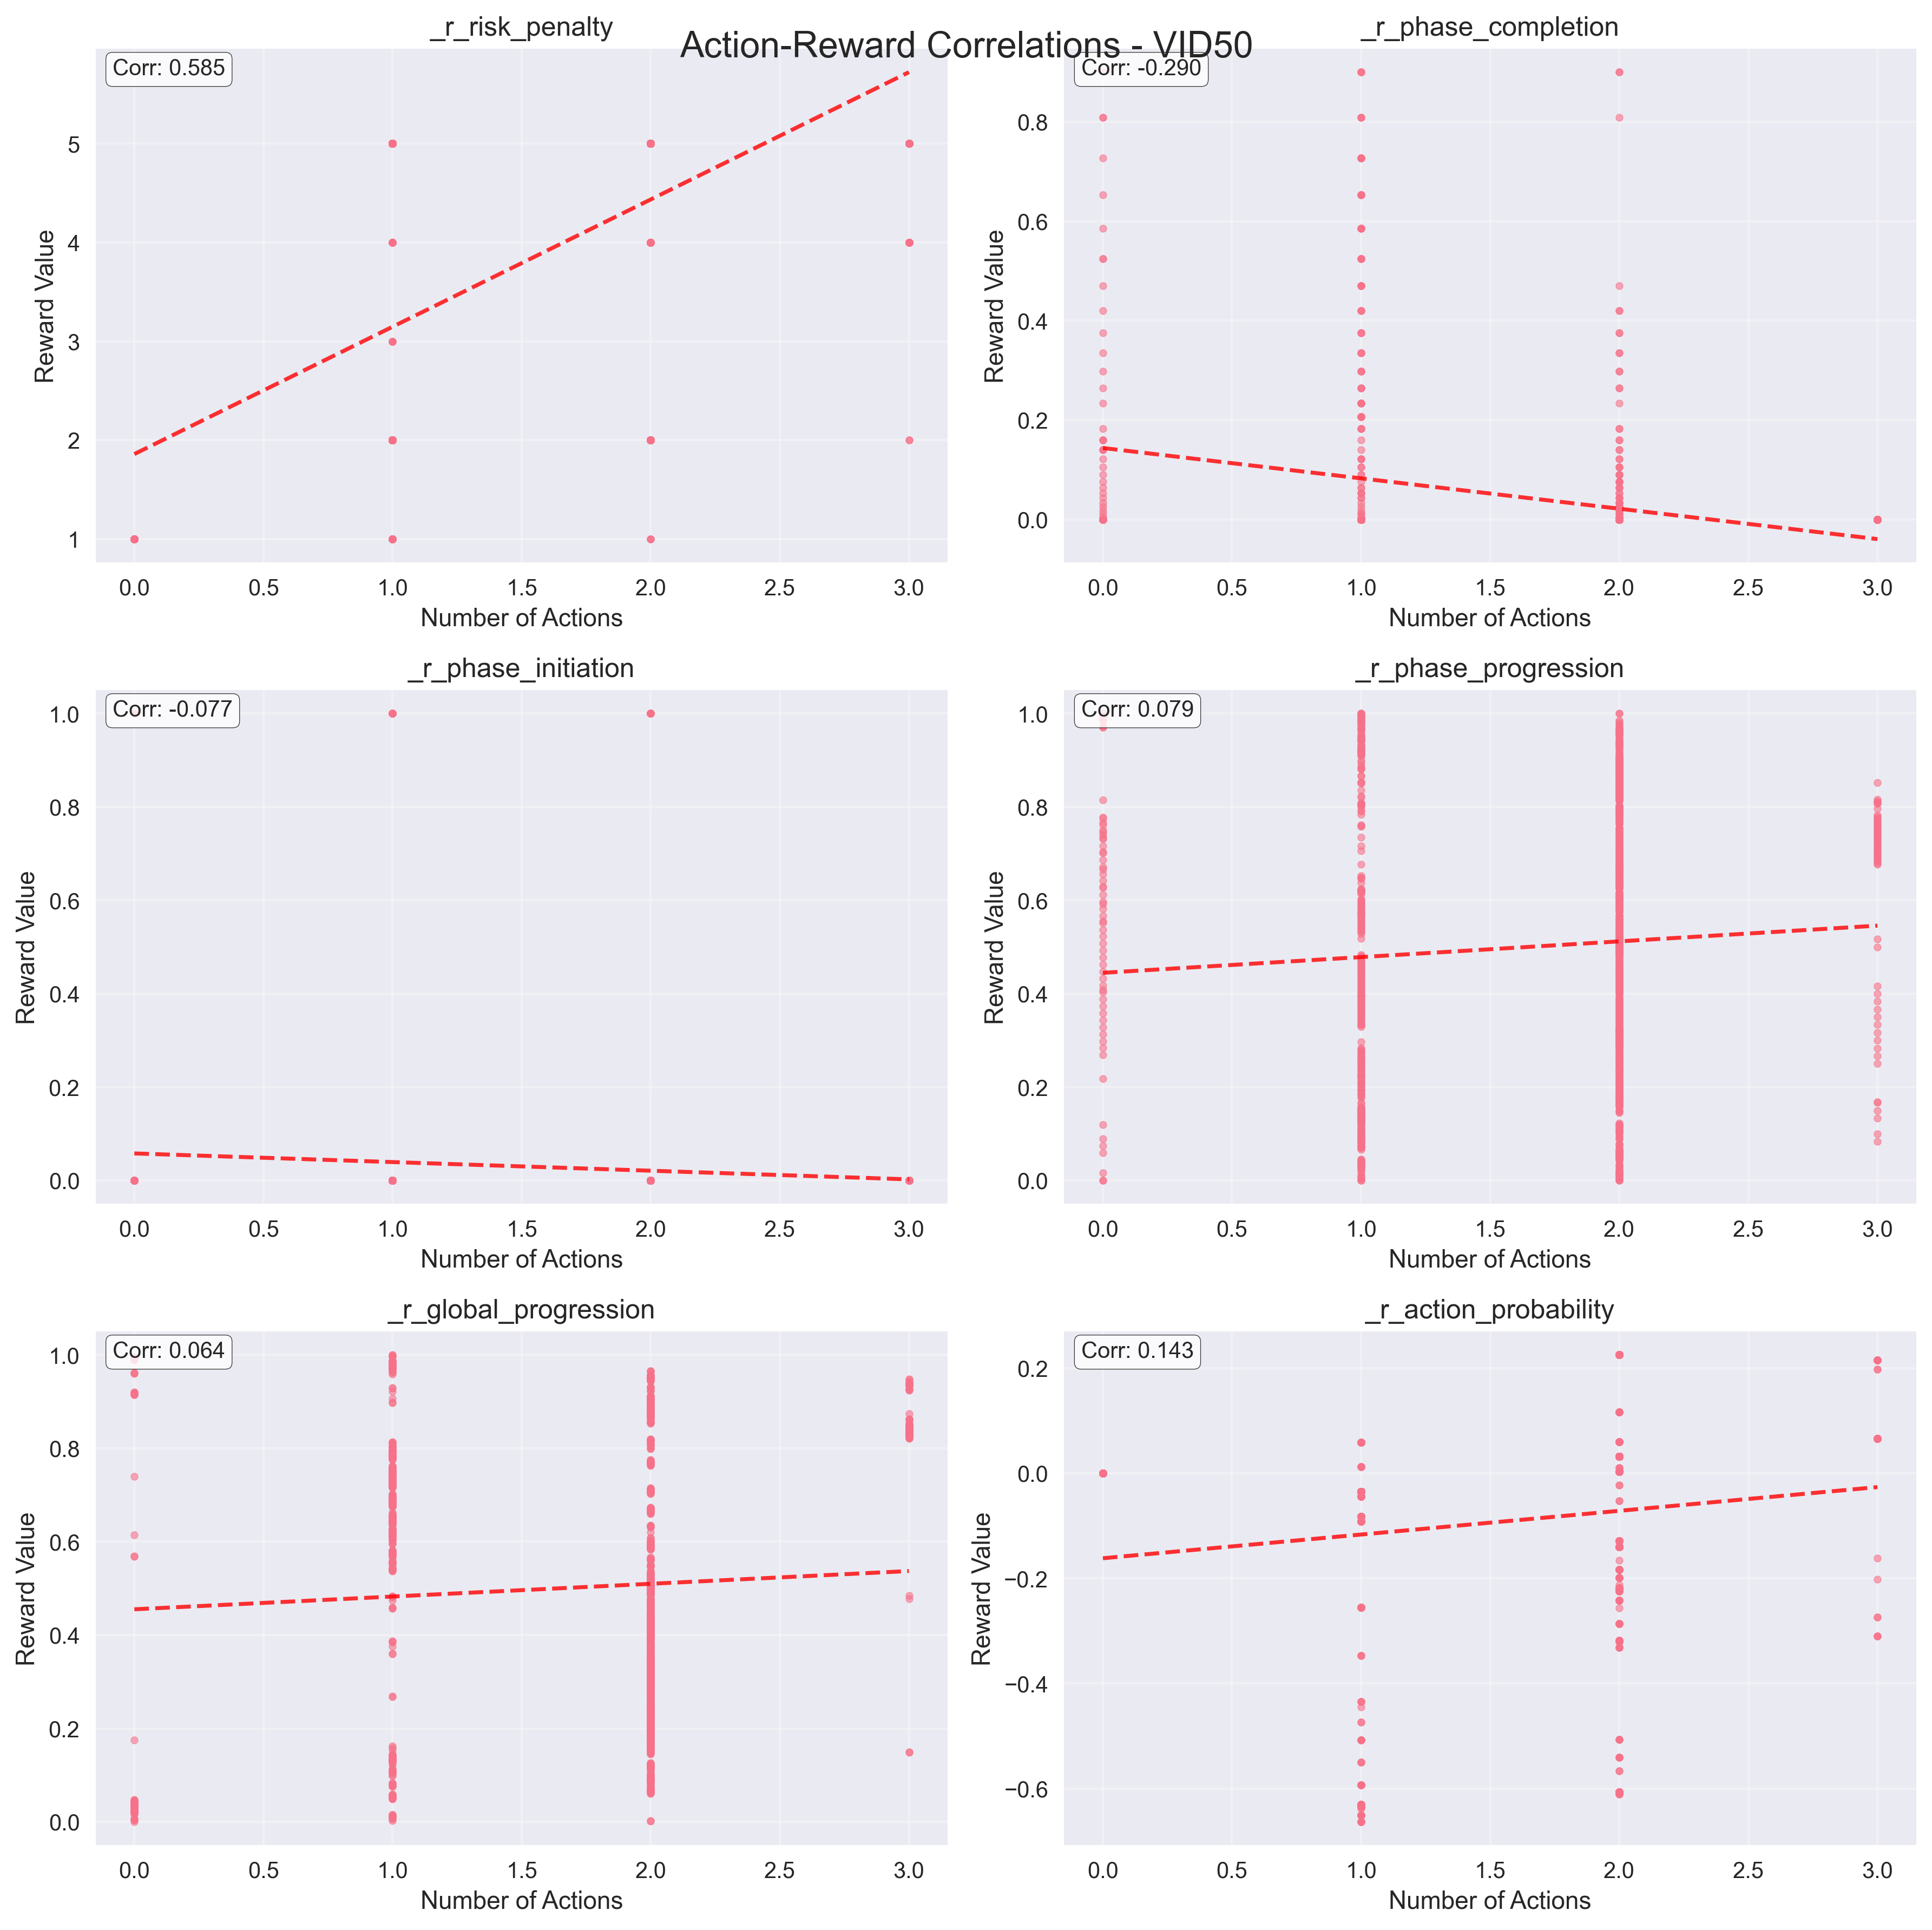 Action-Reward Correlations - VID50
_r_risk_penalty
Corr: 0.585
Reward Value
5
4
3
2
1
0.0 0.5 1.0 1.5 2.0 2.5 3.0
Number of Actions
_r_phase_completion
Corr: -0.290
Reward Value
0.8
0.6
0.4
0.2
0.0
0.0 0.5 1.0 1.5 2.0 2.5 3.0
Number of Actions
_r_phase_initiation
Corr: -0.077
Reward Value
1.0
0.8
0.6
0.4
0.2
0.0
0.0 0.5 1.0 1.5 2.0 2.5 3.0
Number of Actions
_r_phase_progression
Corr: 0.079
Reward Value
1.0
0.8
0.6
0.4
0.2
0.0
0.0 0.5 1.0 1.5 2.0 2.5 3.0
Number of Actions
_r_global_progression
Corr: 0.064
Reward Value
1.0
0.8
0.6
0.4
0.2
0.0
0.0 0.5 1.0 1.5 2.0 2.5 3.0
Number of Actions
_r_action_probability
Corr: 0.143
Reward Value
0.2
0.0
−0.2
−0.4
−0.6
0.0 0.5 1.0 1.5 2.0 2.5 3.0
Number of Actions